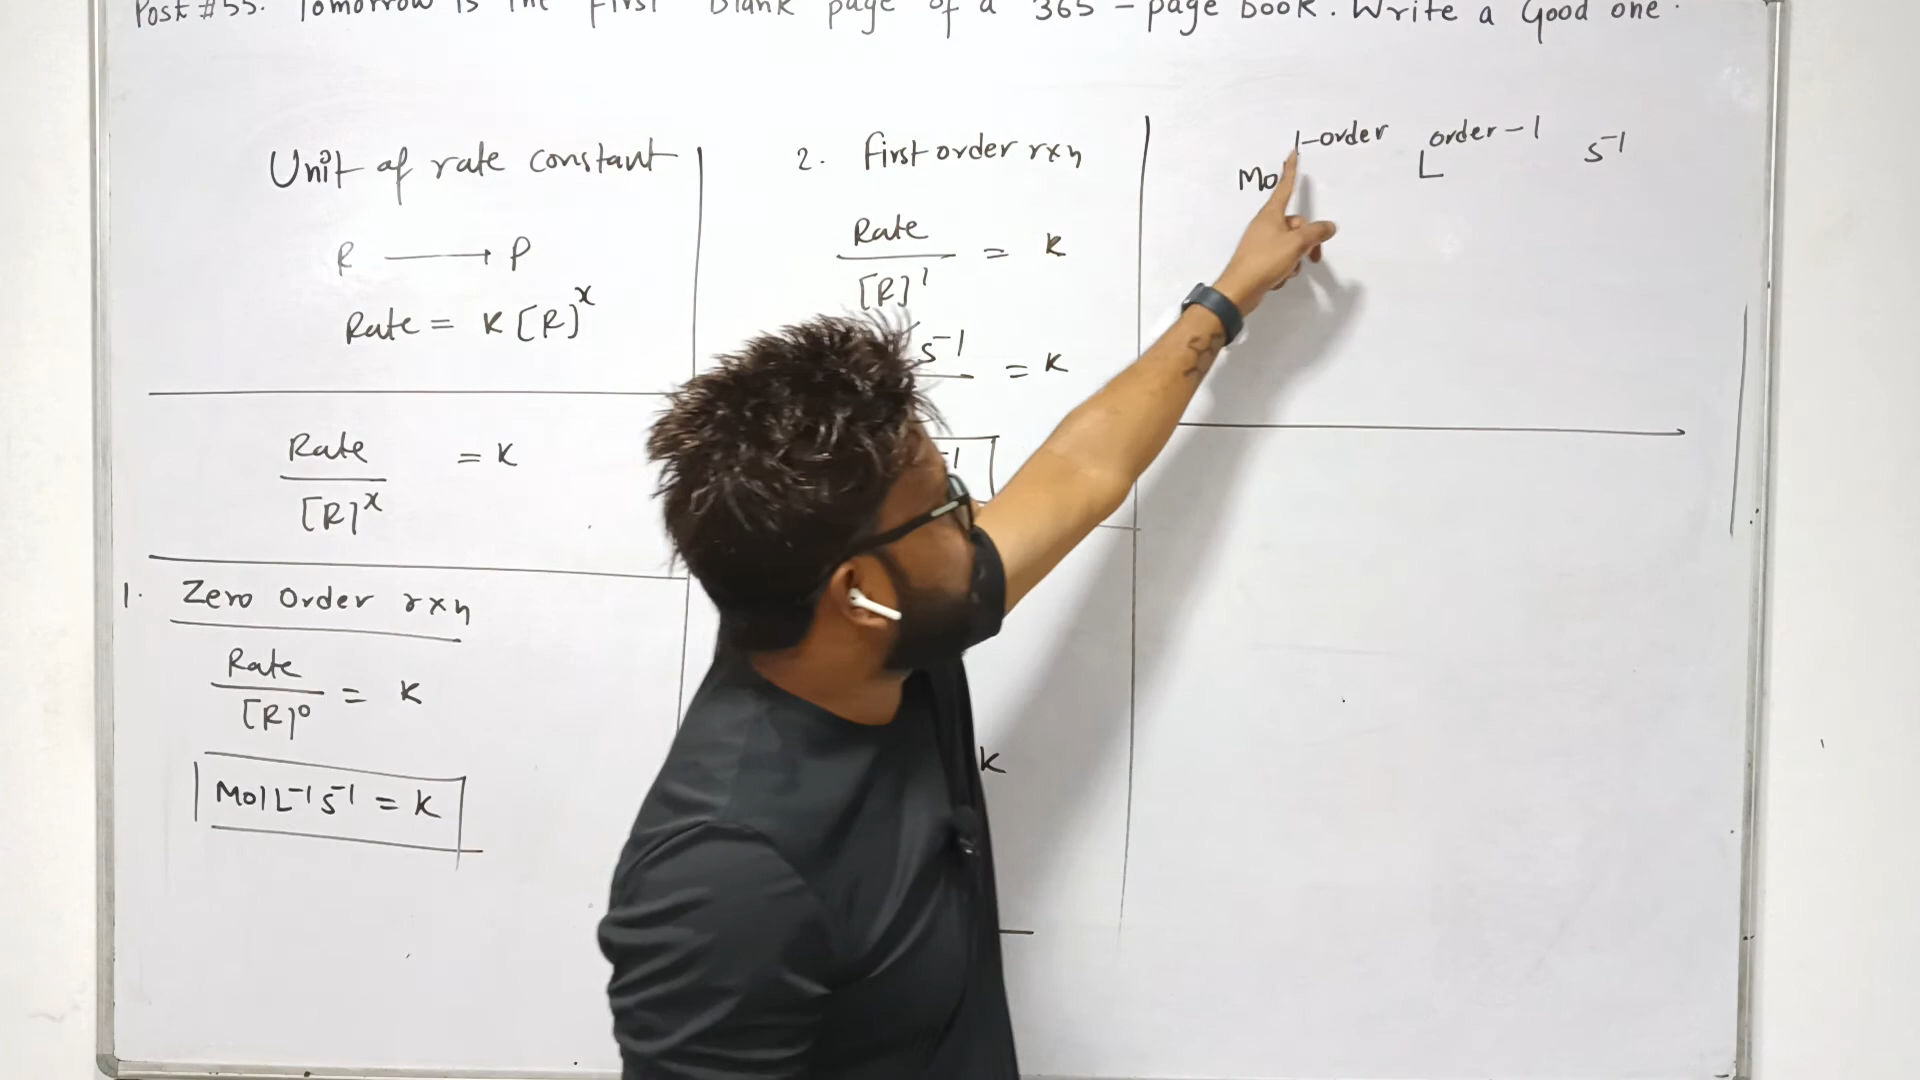 Post #55. Tomorrow is the first blank page of a 365-page book. Write a Good one.
Unit of rate constant
R ⟶ P
Rate = K [R]^x
Rate / [R]^x = K
1. Zero Order rxn
Rate / [R]^0 = K
Mol L^-1 s^-1 = K
2. First order rxn
Rate / [R]^1 = K
s^-1 = K
-1
K
Mo 1-order L^order-1 s^-1